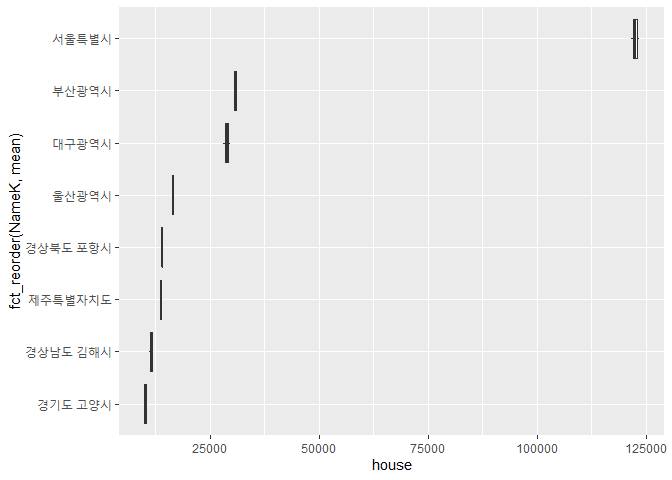 fct_reorder(NameK, mean)
서울특별시
부산광역시
대구광역시
울산광역시
경상북도 포항시
제주특별자치도
경상남도 김해시
경기도 고양시
25000 50000 75000 100000 125000
house